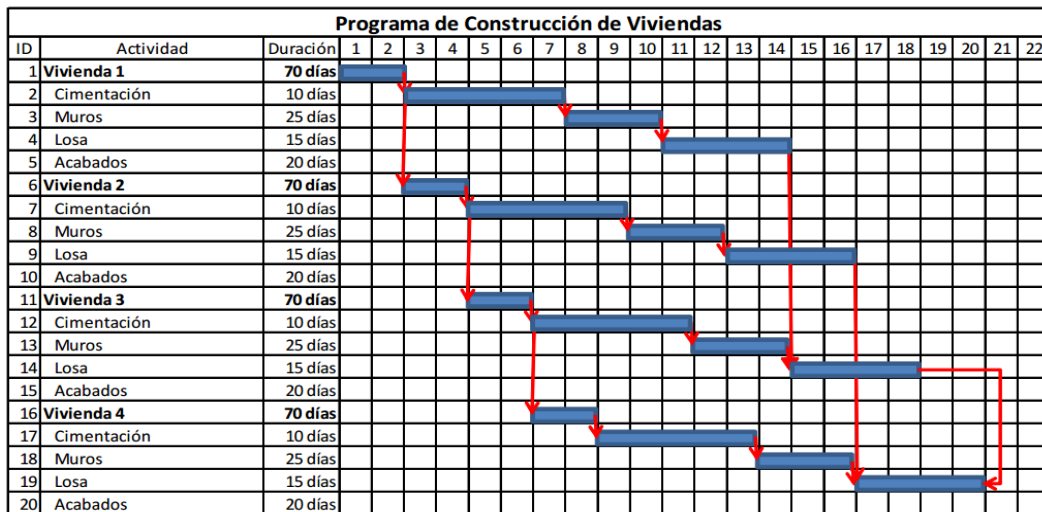 Programa de Construcción de Viviendas
ID Actividad Duración 1 2 3 4 5 6 7 8 9 10 11 12 13 14 15 16 17 18 19 20 21 22
1 Vivienda 1 70 días
2 Cimentación 10 días
3 Muros 25 días
4 Losa 15 días
5 Acabados 20 días
6 Vivienda 2 70 días
7 Cimentación 10 días
8 Muros 25 días
9 Losa 15 días
10 Acabados 20 días
11 Vivienda 3 70 días
12 Cimentación 10 días
13 Muros 25 días
14 Losa 15 días
15 Acabados 20 días
16 Vivienda 4 70 días
17 Cimentación 10 días
18 Muros 25 días
19 Losa 15 días
20 Acabados 20 días